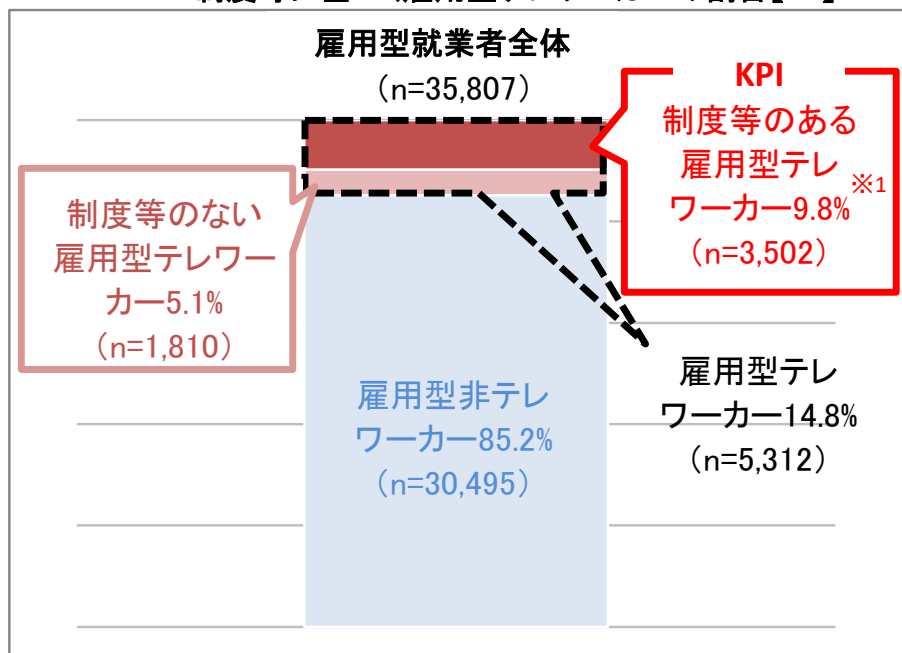 雇用型就業者全体
（n=35,807）
KPI
制度等のある
雇用型テレ
ワーカー9.8%※1
（n=3,502）
制度等のない
雇用型テレワー
カー5.1%
（n=1,810）
雇用型テレ
ワーカー14.8%
（n=5,312）
雇用型非テレ
ワーカー85.2%
（n=30,495）